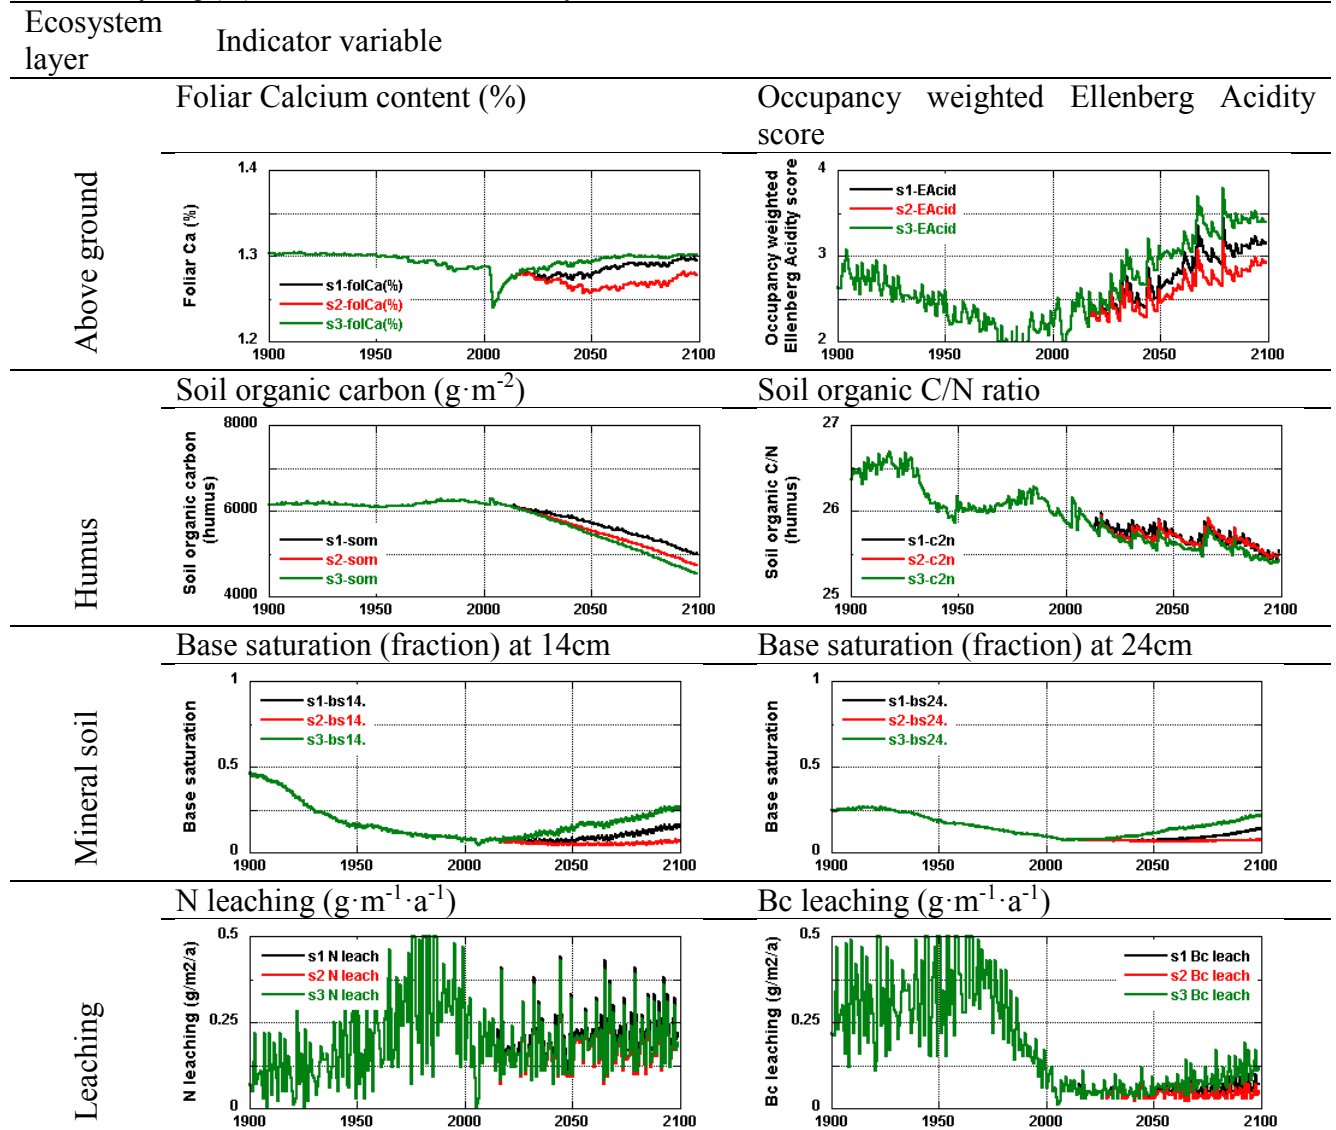 Ecosystem
layer
Indicator variable
Foliar Calcium content (%)
Occupancy weighted Ellenberg Acidity
score
Above ground
Foliar Ca (%)
1.4
1.3
1.2
s1-folCa(%)
s2-folCa(%)
s3-folCa(%)
1900 1950 2000 2050 2100
Occupancy weighted
Ellenberg Acidity score
4
3
2
s1-EAcid
s2-EAcid
s3-EAcid
1900 1950 2000 2050 2100
Soil organic carbon (g·m-2)
Soil organic C/N ratio
Humus
Soil organic carbon
(humus)
8000
6000
4000
s1-som
s2-som
s3-som
1900 1950 2000 2050 2100
Soil organic C/N
(humus)
27
26
25
s1-c2n
s2-c2n
s3-c2n
1900 1950 2000 2050 2100
Base saturation (fraction) at 14cm
Base saturation (fraction) at 24cm
Mineral soil
Base saturation
1
0.5
0
s1-bs14.
s2-bs14.
s3-bs14.
1900 1950 2000 2050 2100
Base saturation
1
0.5
0
s1-bs24.
s2-bs24.
s3-bs24.
1900 1950 2000 2050 2100
N leaching (g·m-1·a-1)
Bc leaching (g·m-1·a-1)
Leaching
N leaching (g/m2/a)
0.5
0.25
0
s1 N leach
s2 N leach
s3 N leach
1900 1950 2000 2050 2100
Bc leaching (g/m2/a)
0.5
0.25
0
s1 Bc leach
s2 Bc leach
s3 Bc leach
1900 1950 2000 2050 2100